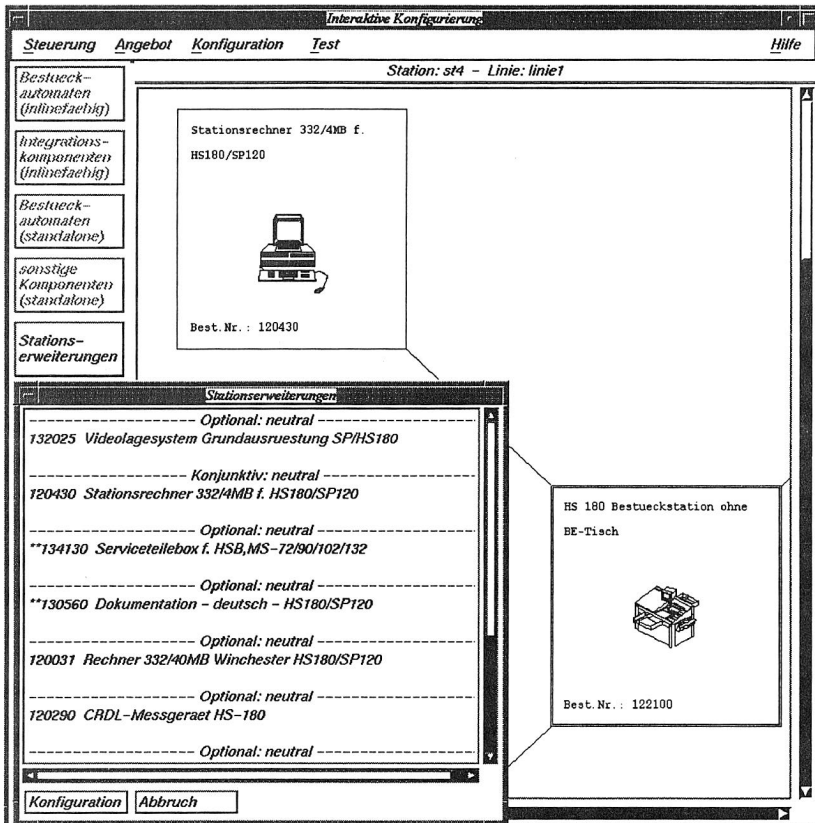 Interaktive Konfigurierung
Steuerung Angebot Konfiguration Test Hilfe
Station: st4 - Linie: linie1
Bestueck-
automaten
(inlinefaehig)
Integrations-
komponenten
(inlinefaehig)
Bestueck-
automaten
(standalone)
sonstige
Komponenten
(standalone)
Stations-
erweiterungen
Stationsrechner 332/4MB f.
HS180/SP120
Best.Nr.: 120430
HS 180 Bestueckstation ohne
BE-Tisch
Best.Nr.: 122100
Stationserweiterungen
Optional: neutral
132025 Videolagesystem Grundausruestung SP/HS180
Konjunktiv: neutral
120430 Stationsrechner 332/4MB f. HS180/SP120
Optional: neutral
**134130 Serviceteilebox f. HSB,MS-72/90/102/132
Optional: neutral
**130560 Dokumentation - deutsch - HS180/SP120
Optional: neutral
120031 Rechner 332/40MB Winchester HS180/SP120
Optional: neutral
120290 CRDL-Messgeraet HS-180
Optional: neutral
Konfiguration Abbruch